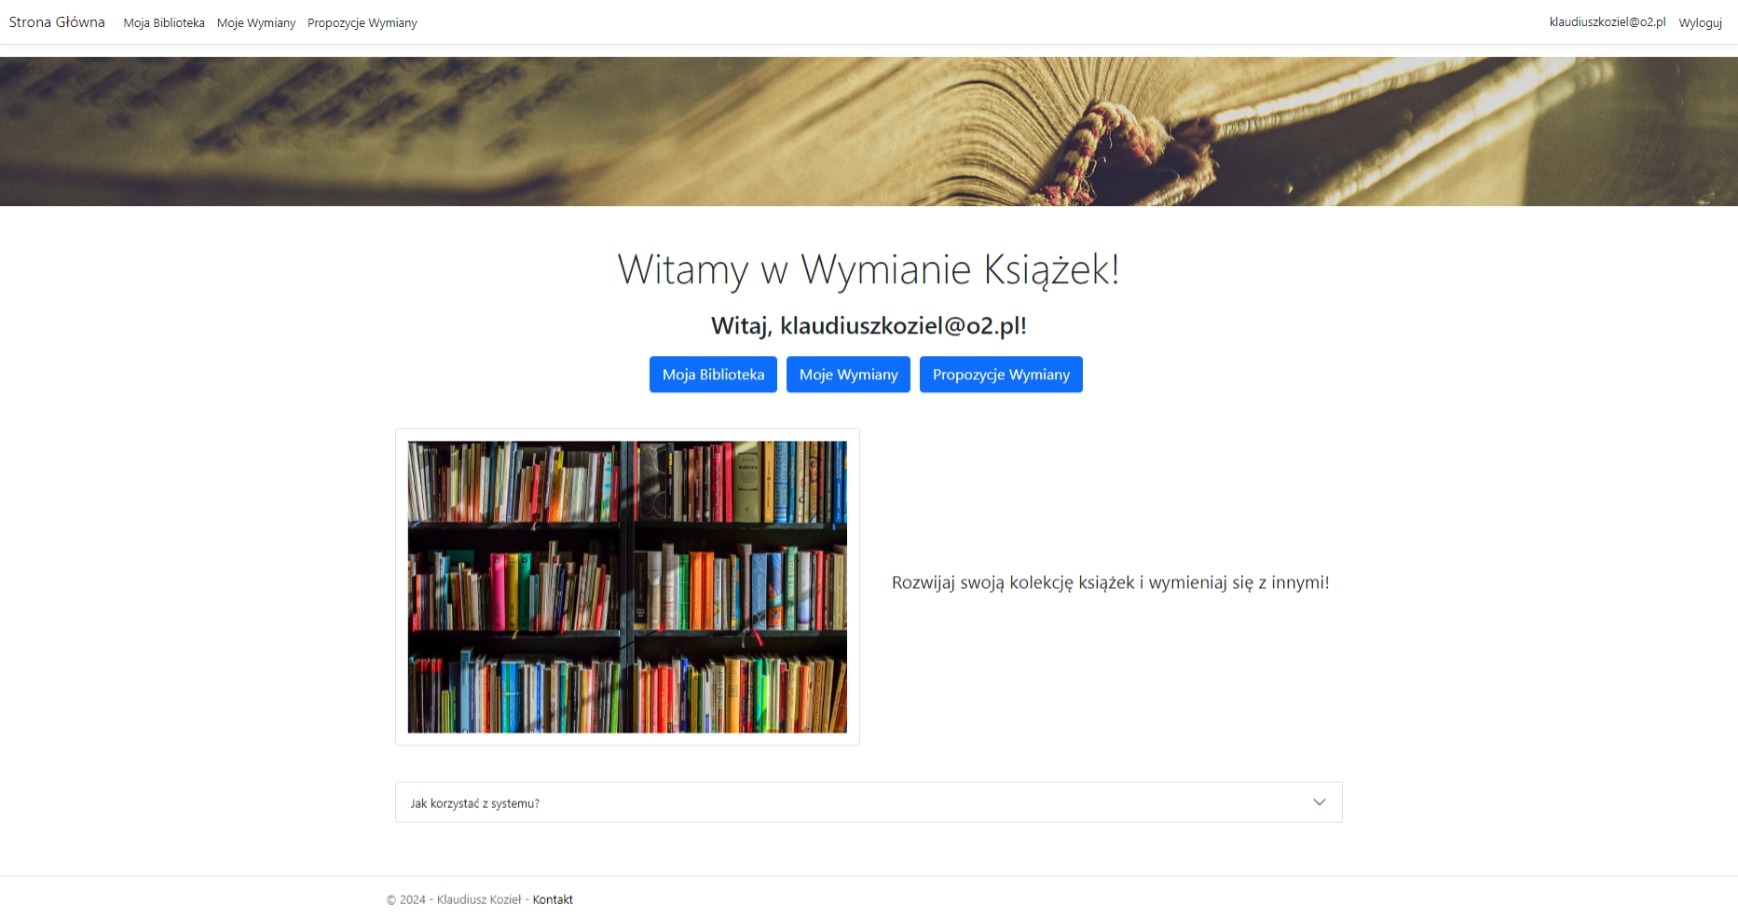 Strona Główna Moja Biblioteka Moje Wymiany Propozycje Wymiany klaudiuszkoziel@o2.pl Wyloguj
Witamy w Wymianie Książek!
Witaj, klaudiuszkoziel@o2.pl!
Moja Biblioteka Moje Wymiany Propozycje Wymiany
Rozwijaj swoją kolekcję książek i wymieniaj się z innymi!
Jak korzystać z systemu?
© 2024 - Klaudiusz Kozieł - Kontakt